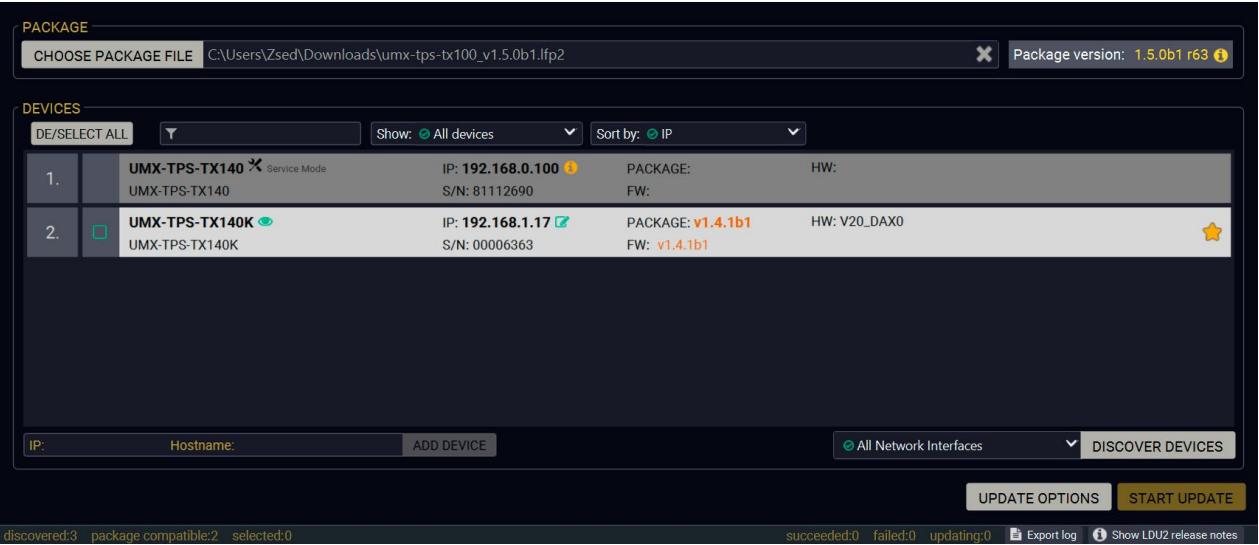 PACKAGE
CHOOSE PACKAGE FILE C:\Users\Zsed\Downloads\umx-tps-tx100_v1.5.0b1.lfp2 Package version: 1.5.0b1 r63
DEVICES
DE/SELECT ALL Show: All devices Sort by: IP
1. UMX-TPS-TX140 Service Mode IP: 192.168.0.100 PACKAGE: HW:
UMX-TPS-TX140 S/N: 81112690 FW:
2. UMX-TPS-TX140K IP: 192.168.1.17 PACKAGE: v1.4.1b1 HW: V20_DAX0
UMX-TPS-TX140K S/N: 00006363 FW: v1.4.1b1
IP: Hostname: ADD DEVICE All Network Interfaces DISCOVER DEVICES
UPDATE OPTIONS START UPDATE
discovered:3 package compatible:2 selected:0 succeeded:0 failed:0 updating:0 Export log Show LDU2 release notes